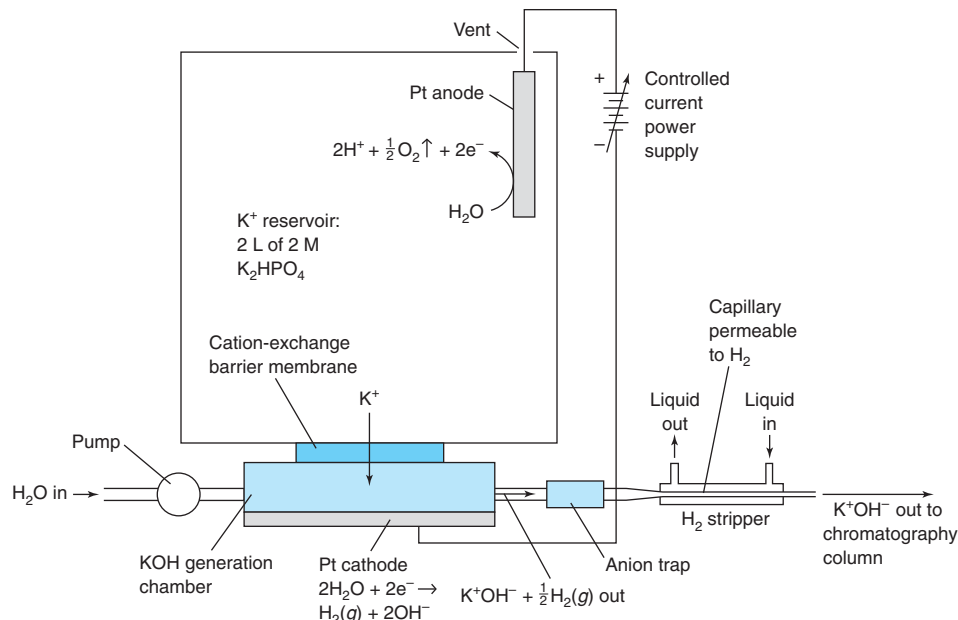 Vent
Pt anode
+
Controlled
current
power
supply
−
2H⁺ + ½O₂↑ + 2e⁻
H₂O
K⁺ reservoir:
2 L of 2 M
K₂HPO₄
Cation-exchange
barrier membrane
K⁺
Capillary
permeable
to H₂
Liquid
out
Liquid
in
Pump
H₂O in
H₂ stripper
K⁺OH⁻ out to
chromatography
column
KOH generation
chamber
Pt cathode
2H₂O + 2e⁻ →
H₂(g) + 2OH⁻
K⁺OH⁻ + ½H₂(g) out
Anion trap